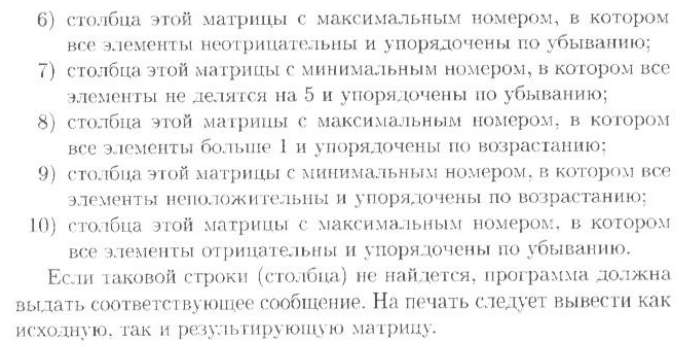 6) столбца этой матрицы с максимальным номером, в котором
все элементы неотрицательны и упорядочены по убыванию;
7) столбца этой матрицы с минимальным номером, в котором все
элементы не делятся на 5 и упорядочены по убыванию;
8) столбца этой матрицы с максимальным номером, в котором
все элементы больше 1 и упорядочены по возрастанию;
9) столбца этой матрицы с минимальным номером, в котором все
элементы неположительны и упорядочены по возрастанию;
10) столбца этой матрицы с максимальным номером, в котором
все элементы отрицательны и упорядочены по убыванию.
Если таковой строки (столбца) не найдется, программа должна
выдать соответствующее сообщение. На печать следует вывести как
исходную, так и результирующую матрицу.